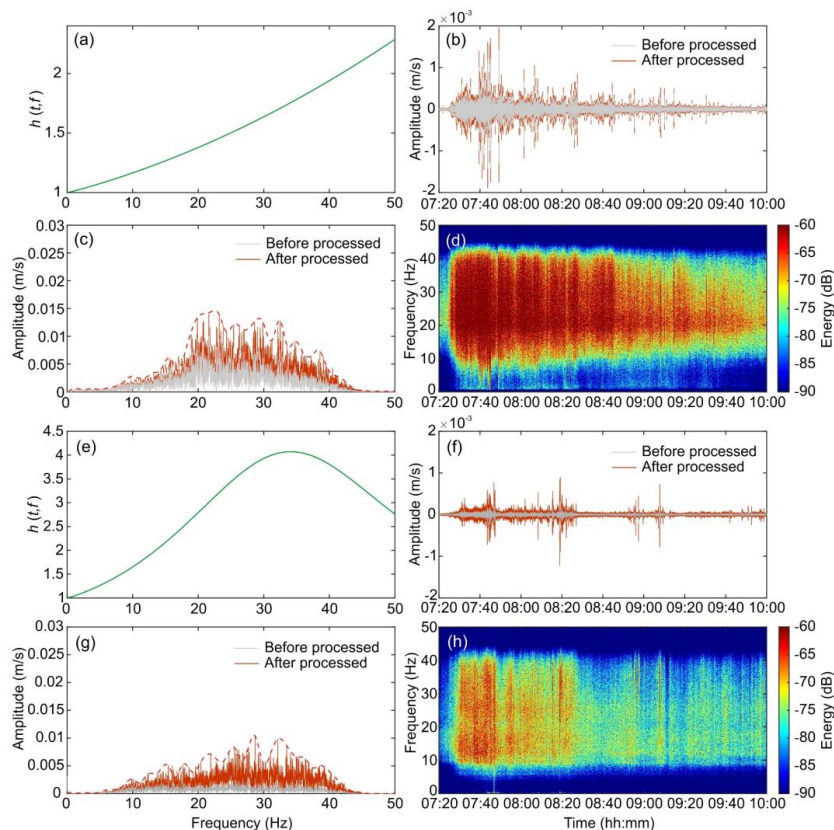 (a)
h (t,f)
2
1.5
1
0 10 20 30 40 50
(b)
×10⁻³
Amplitude (m/s)
2
1
0
-1
-2
Before processed
After processed
07:20 07:40 08:00 08:20 08:40 09:00 09:20 09:40 10:00
(c)
Amplitude (m/s)
0.03
0.025
0.02
0.015
0.01
0.005
0
Before processed
After processed
0 10 20 30 40 50
(d)
Frequency (Hz)
50
40
30
20
10
0
07:20 07:40 08:00 08:20 08:40 09:00 09:20 09:40 10:00
-60
-65
-70
-75
-80
-85
-90
Energy (dB)
(e)
h (t,f)
4.5
4
3.5
3
2.5
2
1.5
1
0 10 20 30 40 50
(f)
×10⁻³
Amplitude (m/s)
2
1
0
-1
-2
Before processed
After processed
07:20 07:40 08:00 08:20 08:40 09:00 09:20 09:40 10:00
(g)
Amplitude (m/s)
0.03
0.025
0.02
0.015
0.01
0.005
0
Before processed
After processed
0 10 20 30 40 50
Frequency (Hz)
(h)
Frequency (Hz)
50
40
30
20
10
0
07:20 07:40 08:00 08:20 08:40 09:00 09:20 09:40 10:00
Time (hh:mm)
-60
-65
-70
-75
-80
-85
-90
Energy (dB)